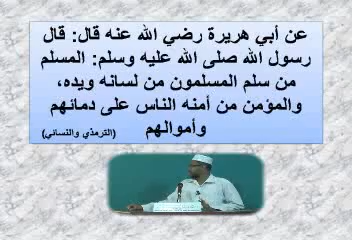 عن أبي هريرة رضي الله عنه قال: قال
رسول الله صلى الله عليه وسلم: المسلم
من سلم المسلمون من لسانه ويده،
والمؤمن من أمنه الناس على دمائهم
وأموالهم (الترمذي والنسائي)